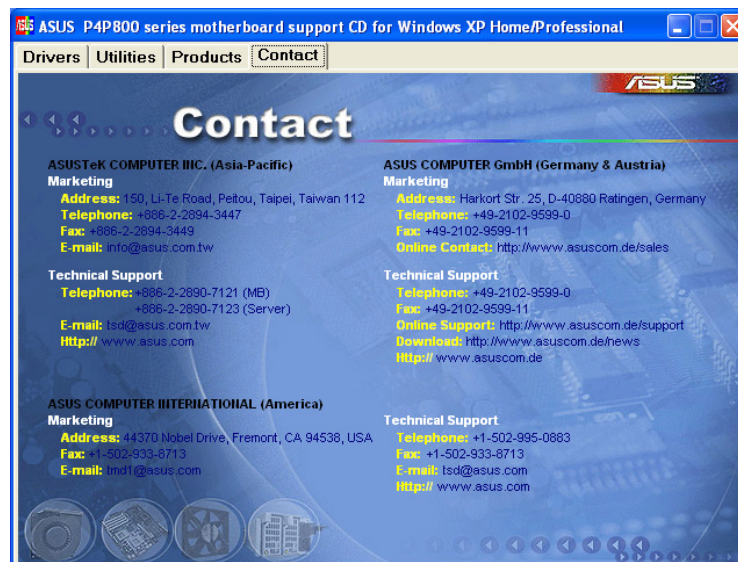 ASUS P4P800 series motherboard support CD for Windows XP Home/Professional
Drivers Utilities Products Contact
ASUS
Contact
ASUSTeK COMPUTER INC. (Asia-Pacific)
Marketing
Address: 150, Li-Te Road, Peitou, Taipei, Taiwan 112
Telephone: +886-2-2894-3447
Fax: +886-2-2894-3449
E-mail: info@asus.com.tw
Technical Support
Telephone: +886-2-2890-7121 (MB)
+886-2-2890-7123 (Server)
E-mail: tsd@asus.com.tw
Http:// www.asus.com
ASUS COMPUTER GmbH (Germany & Austria)
Marketing
Address: Harkort Str. 25, D-40880 Ratingen, Germany
Telephone: +49-2102-9599-0
Fax: +49-2102-9599-11
Online Contact: http://www.asuscom.de/sales
Technical Support
Telephone: +49-2102-9599-0
Fax: +49-2102-9599-11
Online Support: http://www.asuscom.de/support
Download: http://www.asuscom.de/news
Http:// www.asuscom.de
ASUS COMPUTER INTERNATIONAL (America)
Marketing
Address: 44370 Nobel Drive, Fremont, CA 94538, USA
Fax: +1-502-933-8713
E-mail: tmd1@asus.com
Technical Support
Telephone: +1-502-995-0883
Fax: +1-502-933-8713
E-mail: tsd@asus.com
Http:// www.asus.com